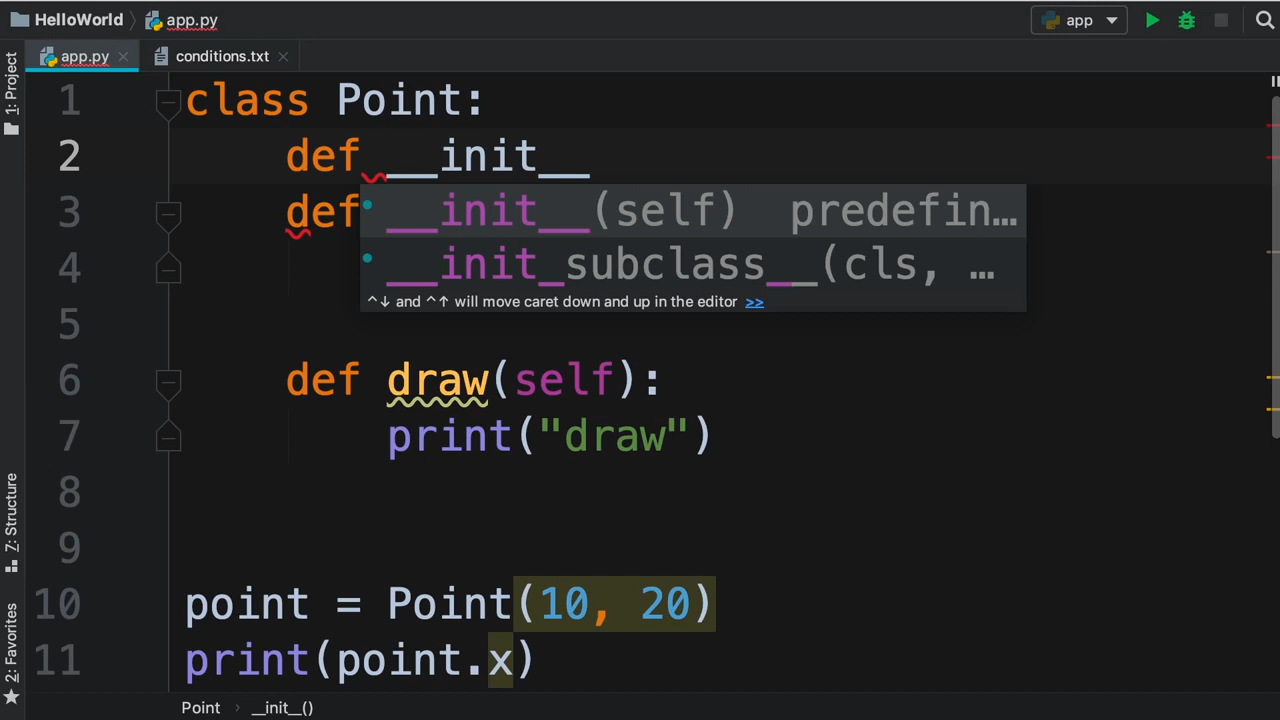 HelloWorld
app.py
app
app.py
conditions.txt
1: Project
7: Structure
2: Favorites
1 class Point:
2 def __init__
__init__(self) predefin…
__init_subclass__(cls, …
^↓ and ^↑ will move caret down and up in the editor >>
3 def
4
5
6 def draw(self):
7 print("draw")
8
9
10 point = Point(10, 20)
11 print(point.x)
Point › __init__()